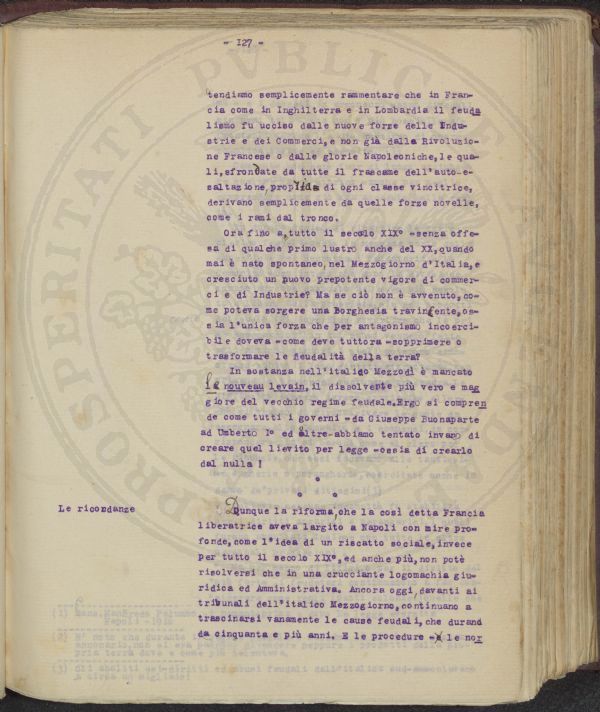 - 127 -
tendiamo semplicemente rammentare che in Fran-
cia come in Inghilterra e in Lombardia il feuda
lismo fu ucciso dalle nuove forze delle Indu-
strie e dei Commerci, e non già dalla Rivoluzio-
ne Francese o dalle glorie Napoleoniche, le qua-
li, sfrondate da tutte il frascame dell'auto-e-
saltazione, proprida di ogni classe vincitrice,
derivano semplicemente da quelle forze novelle,
come i rami dal tronco.
Ora fino a, tutto il secolo XIX° -senza offe-
sa di qualche primo lustro anche del XX, quando
mai è nato spontaneo, nel Mezzogiorno d'Italia, e
cresciuto un nuovo prepotente vigore di commer-
ci e di Industrie? Ma se ciò non è avvenuto, co-
me poteva sorgere una Borghesia travincente, os-
sia l'unica forza che per antagonismo incoerci-
bile doveva -come deve tuttora -sopprimere o
trasformare le feudalità della terra?
In sostanza nell'italico Mezzodì è mancato
le nouveau levain, il dissolvente più vero e mag
giore del vecchio regime feudale. Ergo si compren
de come tutti i governi -da Giuseppe Buonaparte
ad Umberto I° ed altre-abbiamo tentato invano di
creare quel lievito per legge -ossia di crearlo
dal nulla !
Le ricondanze
Dunque la riforma, che la così detta Francia
liberatrice aveva largito a Napoli con mire pro-
fonde, come l'idea di un riscatto sociale, invece
per tutto il secolo XIX°, ed anche più, non potè
risolversi che in una crucciante logomachia giu-
ridica ed Amministrativa. Ancora oggi, davanti ai
tribunali dell'italico Mezzogiorno, continuano a
trascinarsi vanamente le cause feudali, che durand
da cinquanta e più anni. E le procedure - le nor
PROSPERITATI PUBLICAE